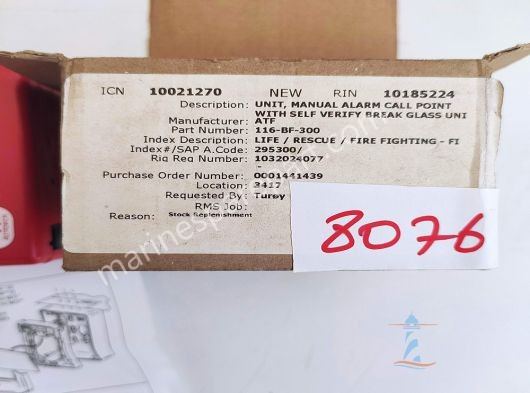 ICN 10021270 NEW RIN 10185224
Description: UNIT, MANUAL ALARM CALL POINT
WITH SELF VERIFY BREAK GLASS UNI
Manufacturer: ATF
Part Number: 116-BF-300
Index Description: LIFE / RESCUE / FIRE FIGHTING - FI
Index#/SAP A.Code: 295300/
Rig Req Number: 1032024077
-
Purchase Order Number: 0001441439
Location: 3417
Requested By: Turøy
RMS Job:
Reason: Stock Replenishment
8076